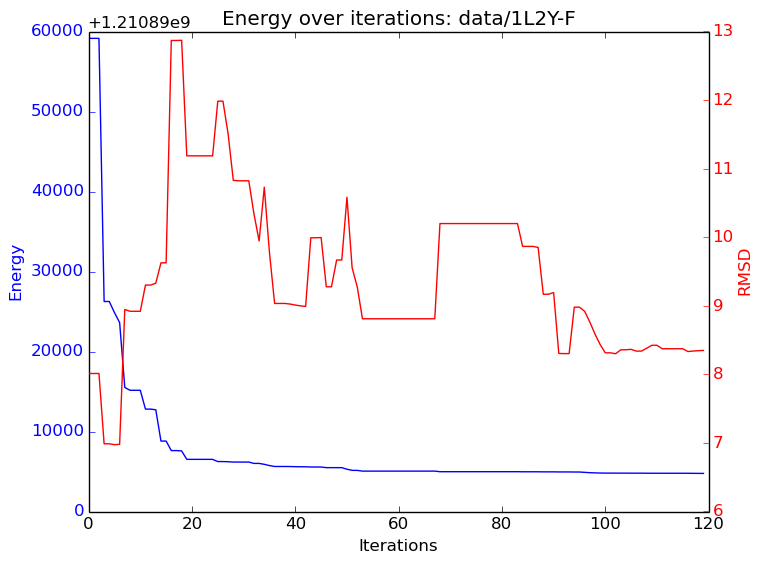 Energy over iterations: data/1L2Y-F
+1.21089e9
60000
50000
40000
30000
20000
10000
0
Energy
13
12
11
10
9
8
7
6
RMSD
0 20 40 60 80 100 120
Iterations